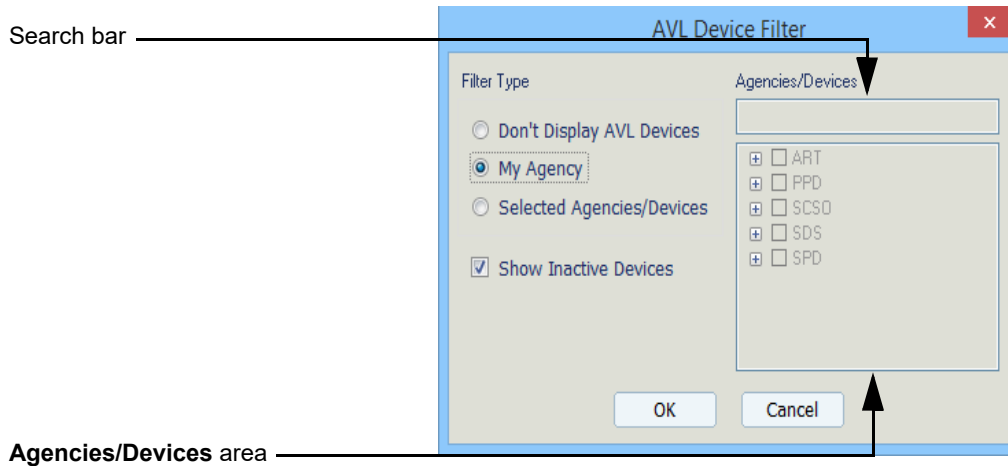 Search bar
AVL Device Filter
x
Filter Type
Agencies/Devices
Don't Display AVL Devices
My Agency
Selected Agencies/Devices
Show Inactive Devices
ART
PPD
SCSO
SDS
SPD
OK
Cancel
Agencies/Devices area